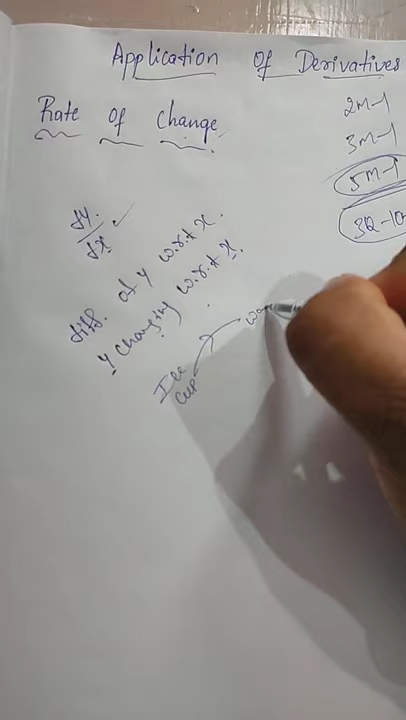 Application Of Derivatives
Rate of Change
2M-1
3M-1
5M-1
3Q-10
dy/dx ✓
diff. of y w.r.t x.
y changing w.r.t x.
Ice
Cup
wa